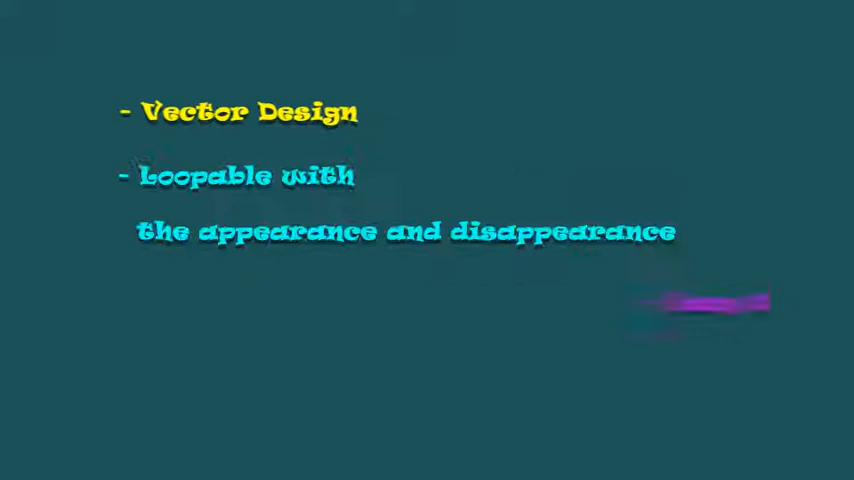 - Vector Design
- Loopable with
the appearance and disappearance